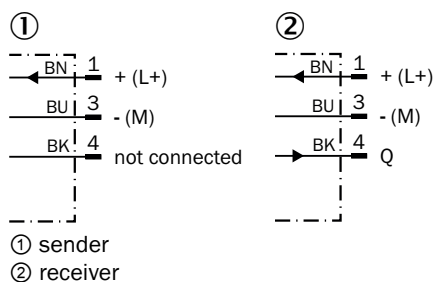 ① ②
BN 1 + (L+) BN 1 + (L+)
BU 3 - (M) BU 3 - (M)
BK 4 not connected BK 4 Q
① sender
② receiver